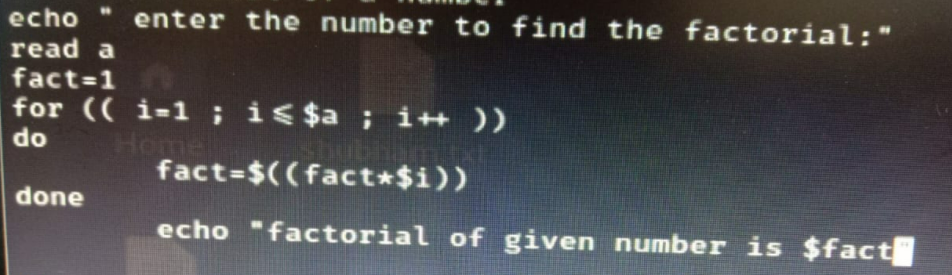 echo " enter the number to find the factorial:"
read a
fact=1
for (( i=1 ; i<=$a ; i++ ))
do
fact=$((fact*$i))
done
echo "factorial of given number is $fact"